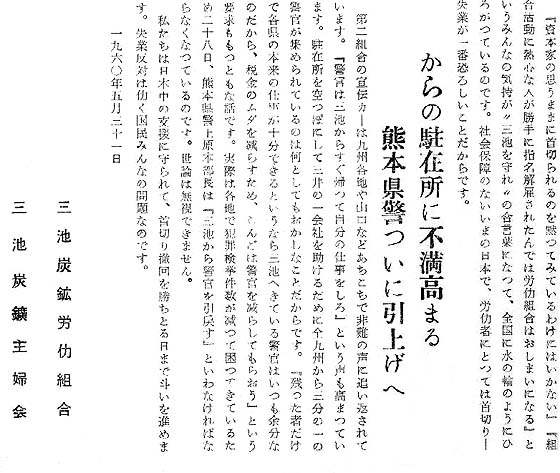 『資本家の思うままに首切られるのを黙つてみているわけにはいかない』『組
合活動に熱心な人が勝手に指名解雇されたんでは労仂組合はおしまいになる』と
いうみんなの気持が〃三池を守れ〃の合言葉になつて、全国に水の輪のようにひ
ろがつているのです。社会保障のないいまの日本で、労仂者にとつては首切り―
失業が一番恐ろしいことだからです。
からの駐在所に不満高まる
熊本県警ついに引上げへ
第二組合の宣伝カーは九州各地や山口などあちこちで非難の声に追い返されて
います。『警官は三池からすぐ帰つて自分の仕事をしろ』という声も高まつてい
ます。駐在所を空つぽにして三井の一会社を助けるために全九州から三分の一の
警官が集められているのは何としてもおかしなことだからです。『残つた者だけ
で各県の本来の仕事が十分できるというなら三池へきている警官はいつも余分な
のだから、税金のムダを減らすため、こんごは警官を減らしてもらおう』という
要求ももつともな話です。実際は各地で犯罪検挙件数が減つて困つてきているた
め二十八日、熊本県警上原本部長は『三池から警官を引戻す』といわなければな
らなくなつているのです。世論は無視できません。
私たちは日本中の支援に守られて、首切り撤回を勝ちとる日まで斗いを進めま
す。失業反対は仂く国民みんなの問題なのです。
一九六〇年五月三十一日
三池炭鉱労仂組合
三池炭鑛主婦会